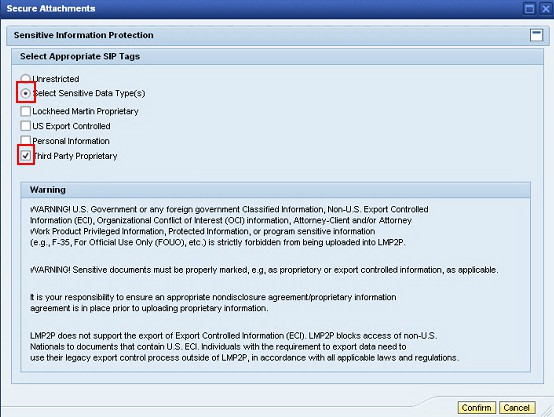 Secure Attachments
Sensitive Information Protection
Select Appropriate SIP Tags
Unrestricted
Select Sensitive Data Type(s)
Lockheed Martin Proprietary
US Export Controlled
Personal Information
Third Party Proprietary
Warning
WARNING! U.S. Government or any foreign government Classified Information, Non-U.S. Export Controlled
Information (ECI), Organizational Conflict of Interest (OCI) information, Attorney-Client and/or Attorney
Work Product Privileged Information, Protected Information, or program sensitive information
(e.g., F-35, For Official Use Only (FOUO), etc.) is strictly forbidden from being uploaded into LMP2P.
WARNING! Sensitive documents must be properly marked, e.g, as proprietary or export controlled information, as applicable.
It is your responsibility to ensure an appropriate nondisclosure agreement/proprietary information
agreement is in place prior to uploading proprietary information.
LMP2P does not support the export of Export Controlled Information (ECI). LMP2P blocks access of non-U.S.
Nationals to documents that contain U.S. ECI. Individuals with the requirement to export data need to
use their legacy export control process outside of LMP2P, in accordance with all applicable laws and regulations.
Confirm Cancel